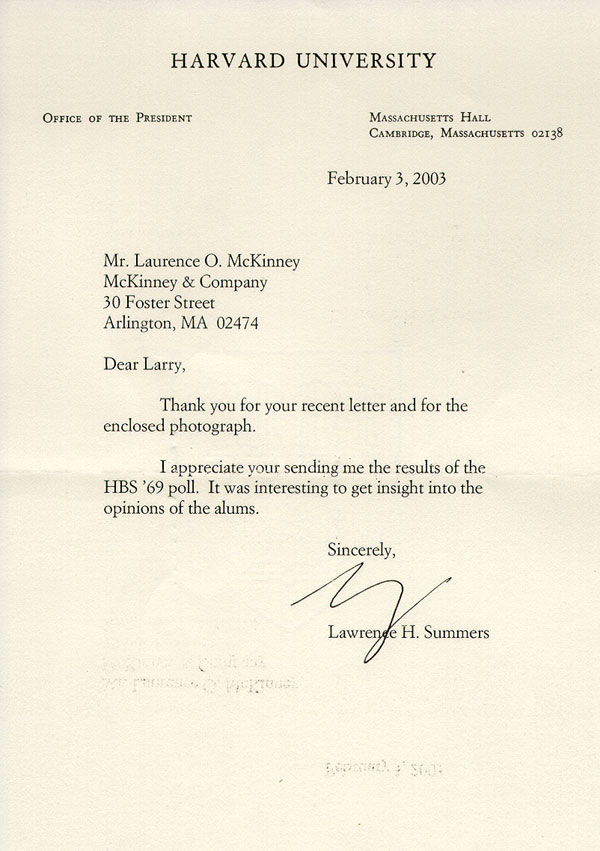 HARVARD UNIVERSITY
OFFICE OF THE PRESIDENT
MASSACHUSETTS HALL
CAMBRIDGE, MASSACHUSETTS 02138
February 3, 2003
Mr. Laurence O. McKinney
McKinney & Company
30 Foster Street
Arlington, MA 02474
Dear Larry,
Thank you for your recent letter and for the
enclosed photograph.
I appreciate your sending me the results of the
HBS ’69 poll. It was interesting to get insight into the
opinions of the alums.
Sincerely,
Lawrence H. Summers